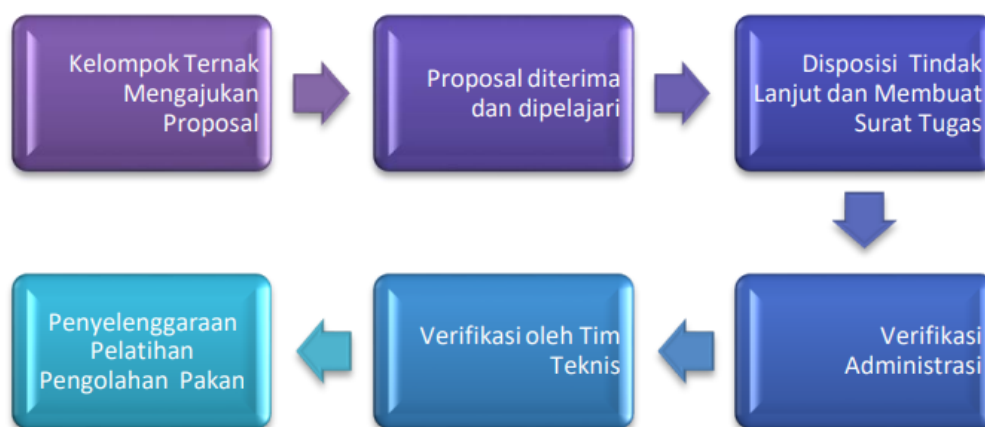 Kelompok Ternak
Mengajukan
Proposal
Proposal diterima
dan dipelajari
Disposisi Tindak
Lanjut dan Membuat
Surat Tugas
Verifikasi
Administrasi
Verifikasi oleh Tim
Teknis
Penyelenggaraan
Pelatihan
Pengolahan Pakan